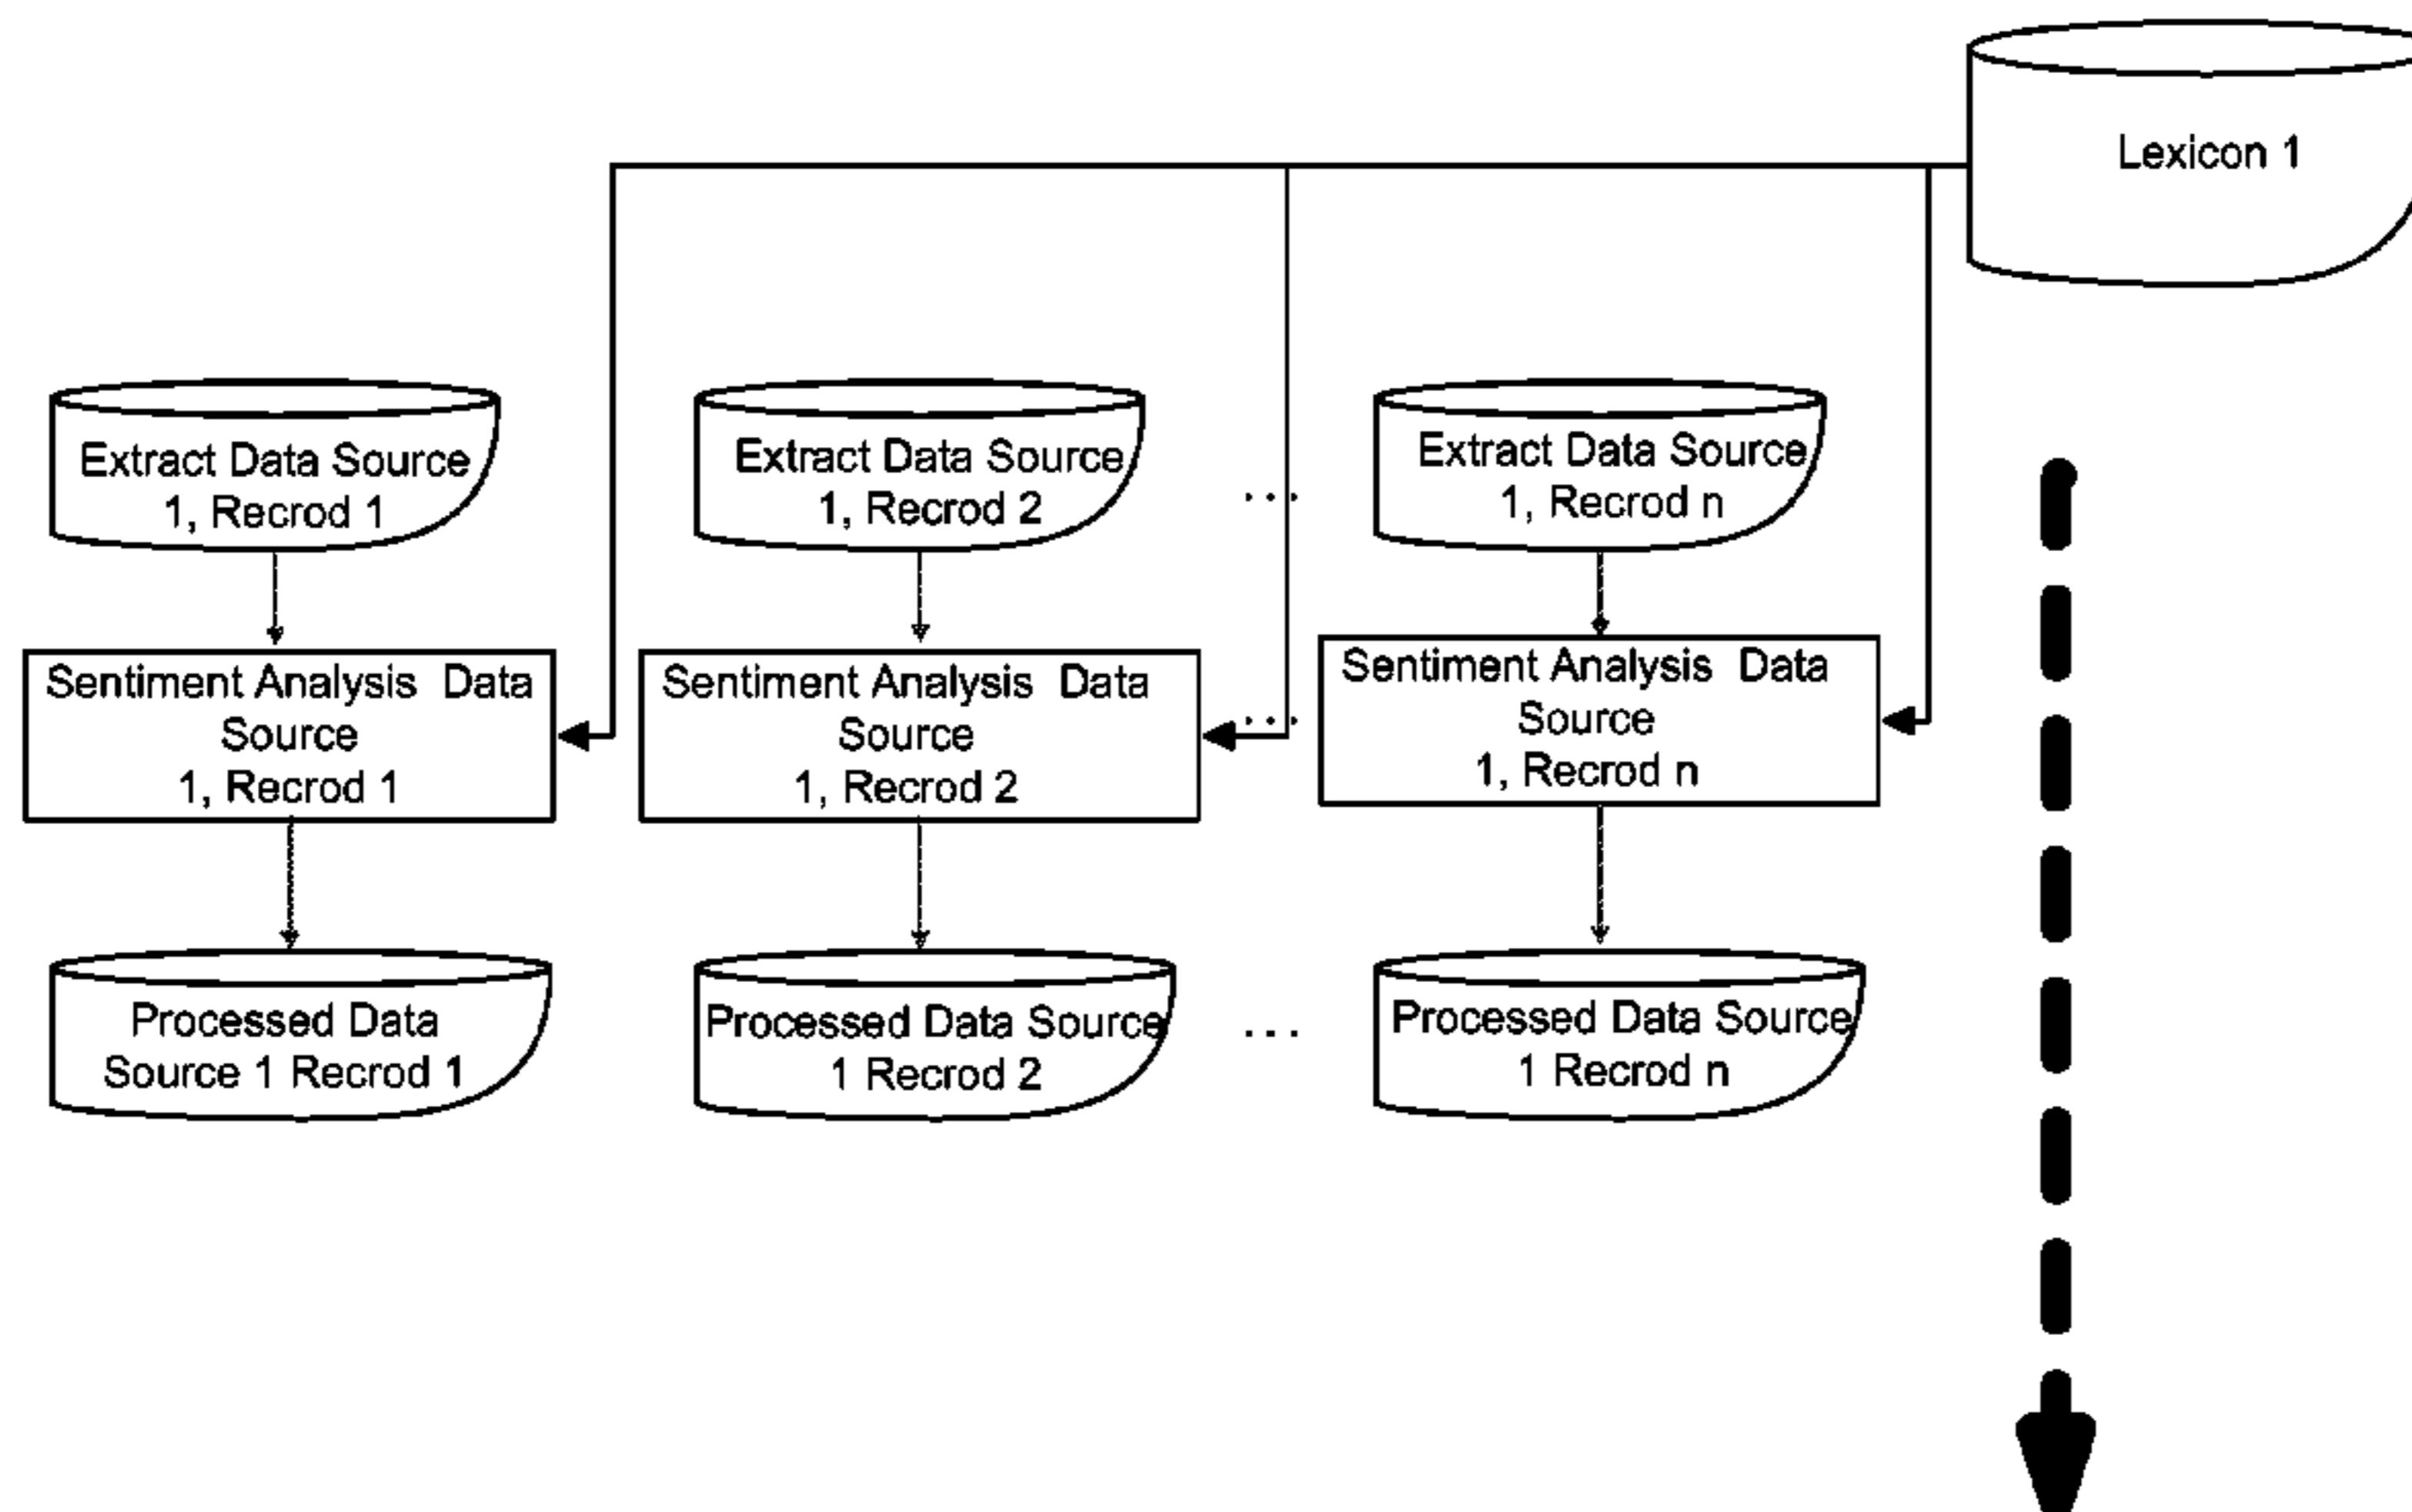 Lexicon 1
Extract Data Source
1, Recrod 1
Extract Data Source
1, Recrod 2
...
Extract Data Source
1, Recrod n
Sentiment Analysis  Data
Source
1, Recrod 1
Sentiment Analysis  Data
Source
1, Recrod 2
...
Sentiment Analysis  Data
Source
1, Recrod n
Processed Data
Source 1 Recrod 1
Processed Data Source
1 Recrod 2
...
Processed Data Source
1 Recrod n